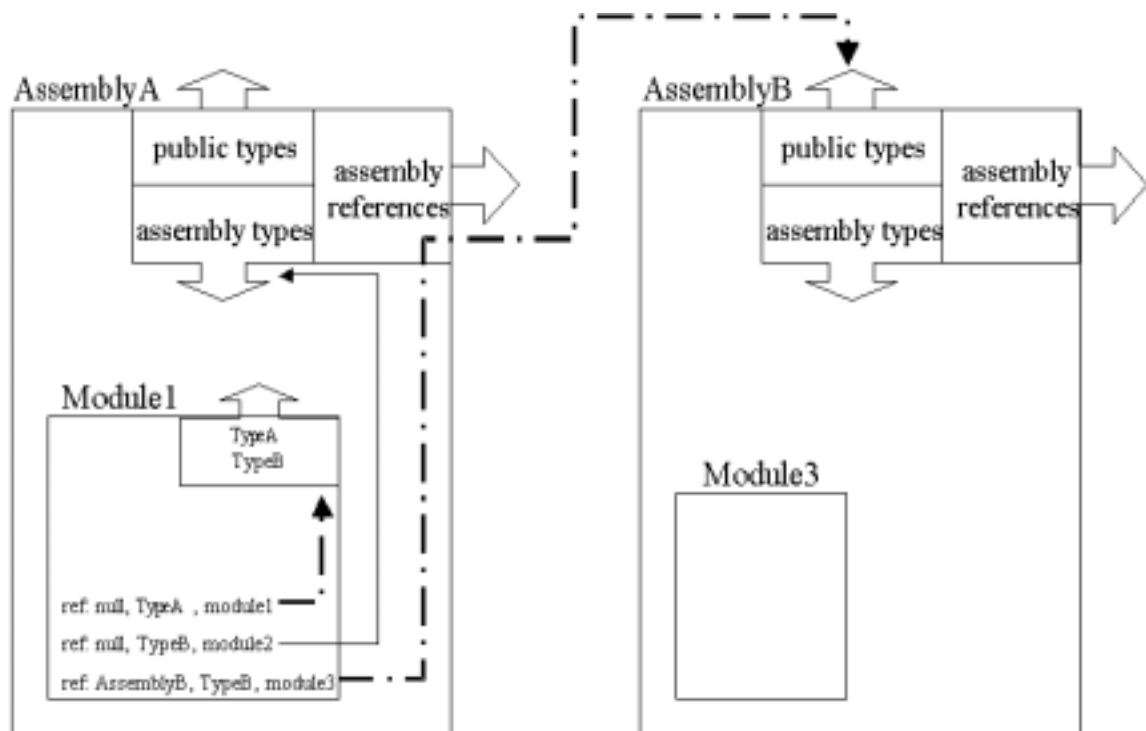 AssemblyA
public types
assembly types
assembly
references
Module1
TypeA
TypeB
ref: null, TypeA , module1
ref: null, TypeB, module2
ref: AssemblyB, TypeB, module3
AssemblyB
public types
assembly types
assembly
references
Module3